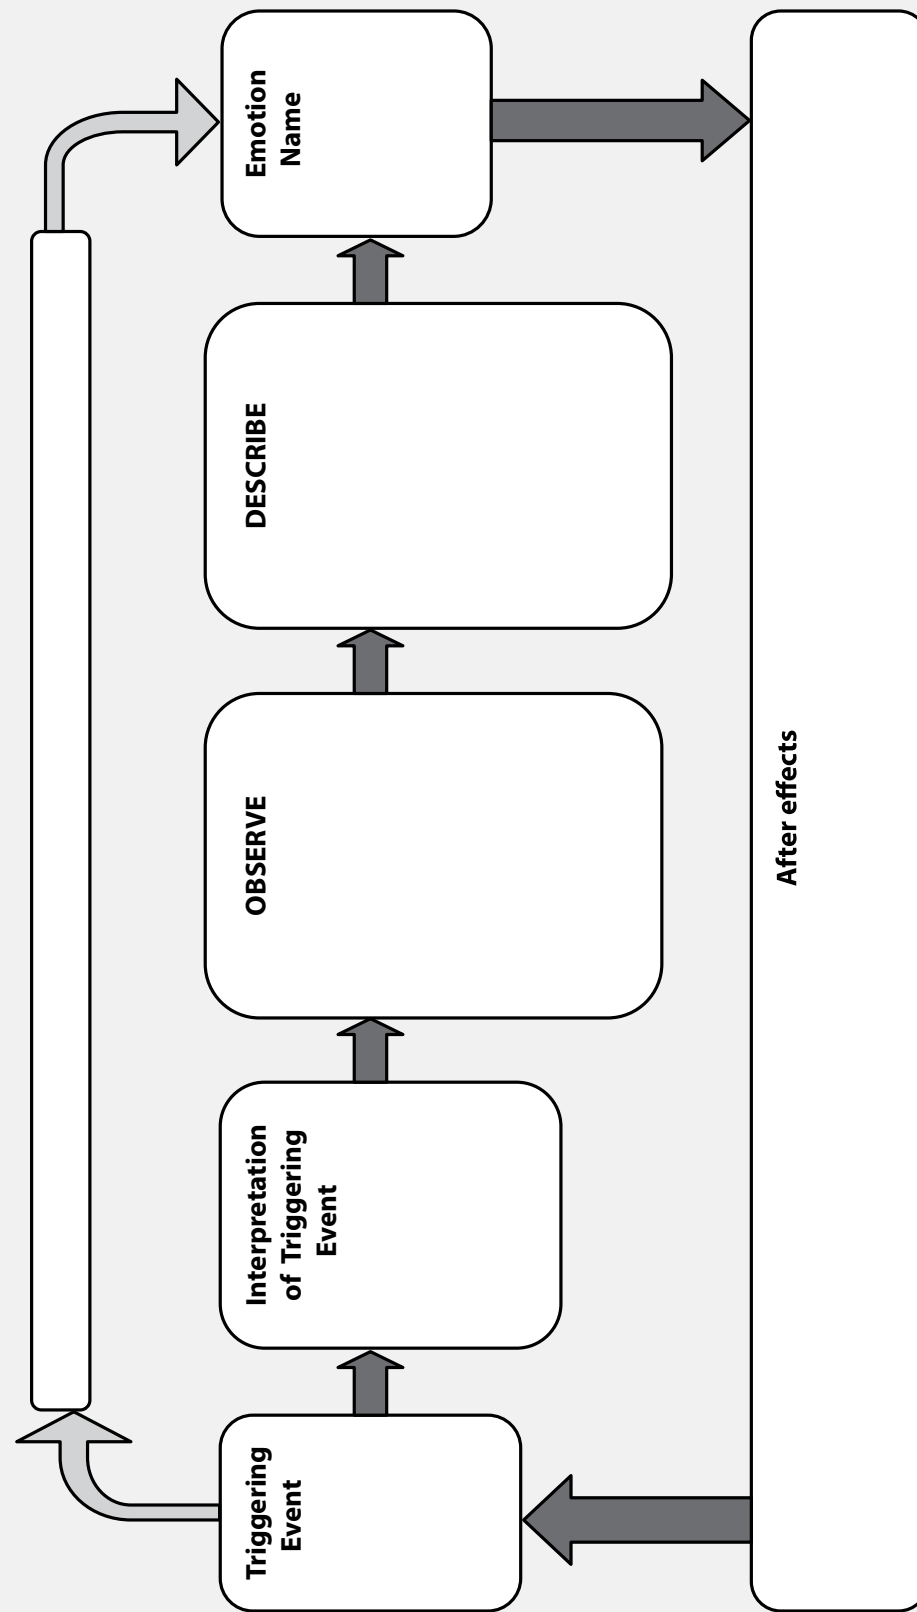 Triggering
Event
Interpretation
of Triggering
Event
OBSERVE
DESCRIBE
Emotion
Name
After effects